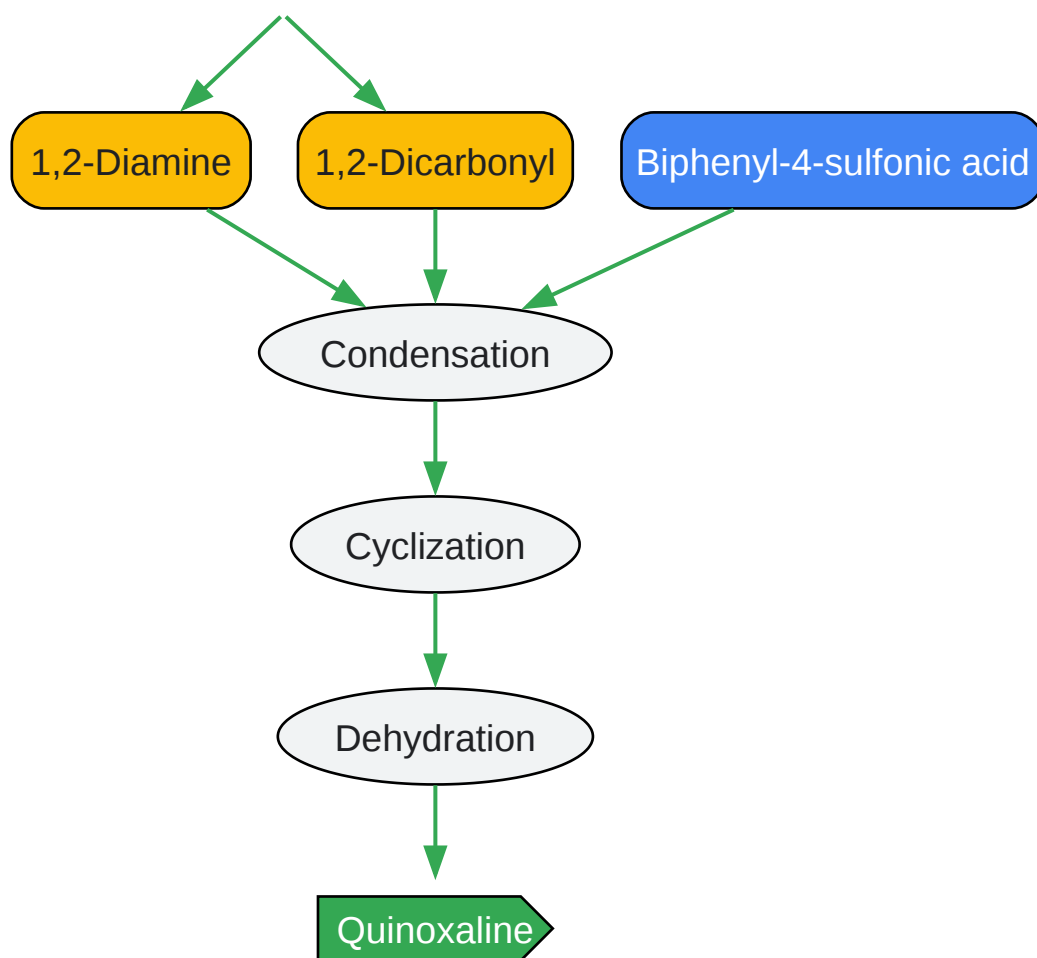 1,2-Diamine
1,2-Dicarbonyl
Biphenyl-4-sulfonic acid
Condensation
Cyclization
Dehydration
Quinoxaline